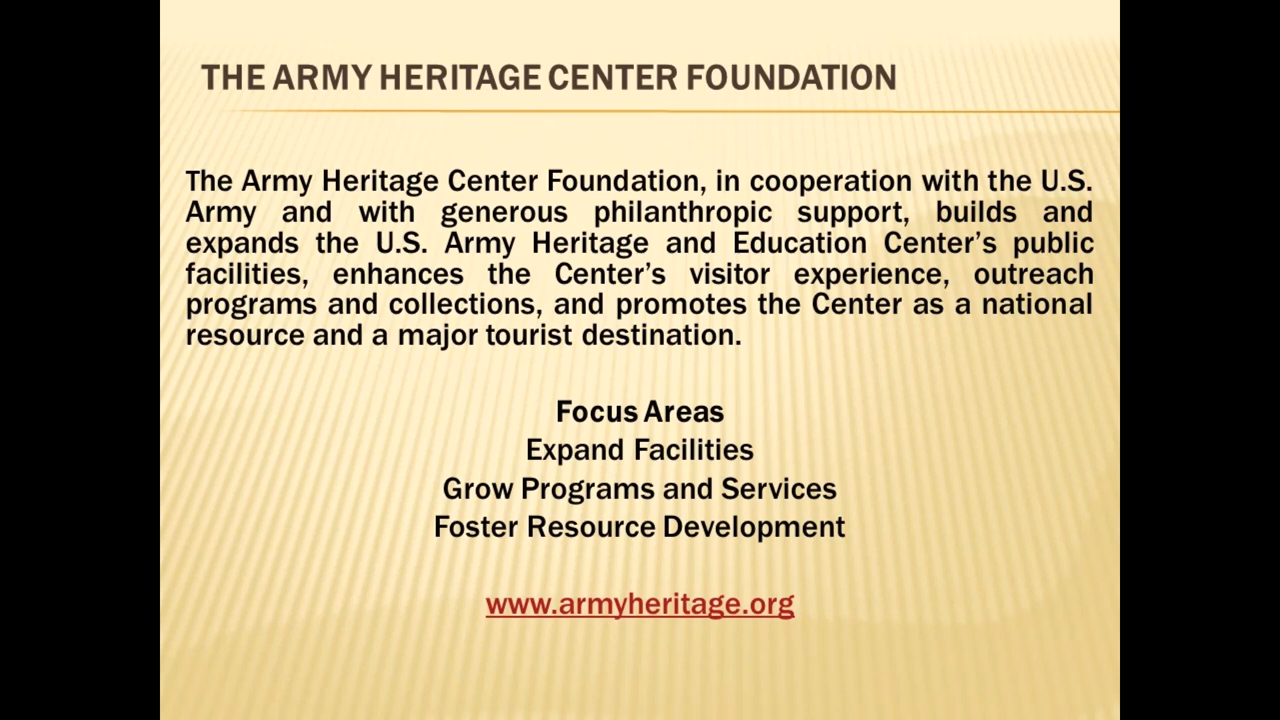 THE ARMY HERITAGE CENTER FOUNDATION
The Army Heritage Center Foundation, in cooperation with the U.S.
Army and with generous philanthropic support, builds and
expands the U.S. Army Heritage and Education Center’s public
facilities, enhances the Center’s visitor experience, outreach
programs and collections, and promotes the Center as a national
resource and a major tourist destination.
Focus Areas
Expand Facilities
Grow Programs and Services
Foster Resource Development
www.armyheritage.org